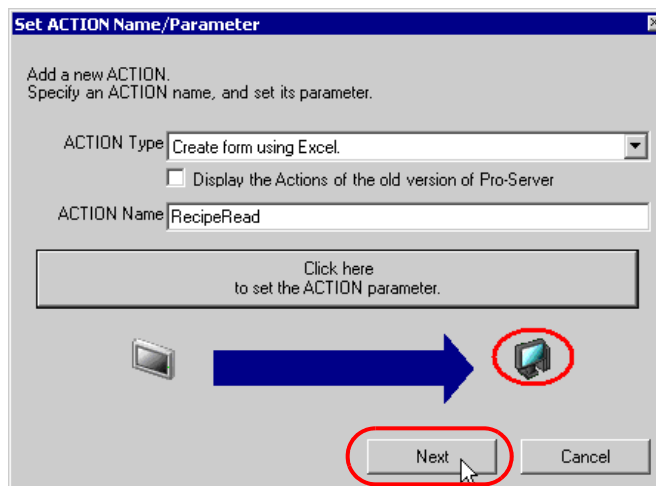 Set ACTION Name/Parameter
Add a new ACTION.
Specify an ACTION name, and set its parameter.
ACTION Type Create form using Excel.
Display the Actions of the old version of Pro-Server
ACTION Name RecipeRead
Click here
to set the ACTION parameter.
Next Cancel